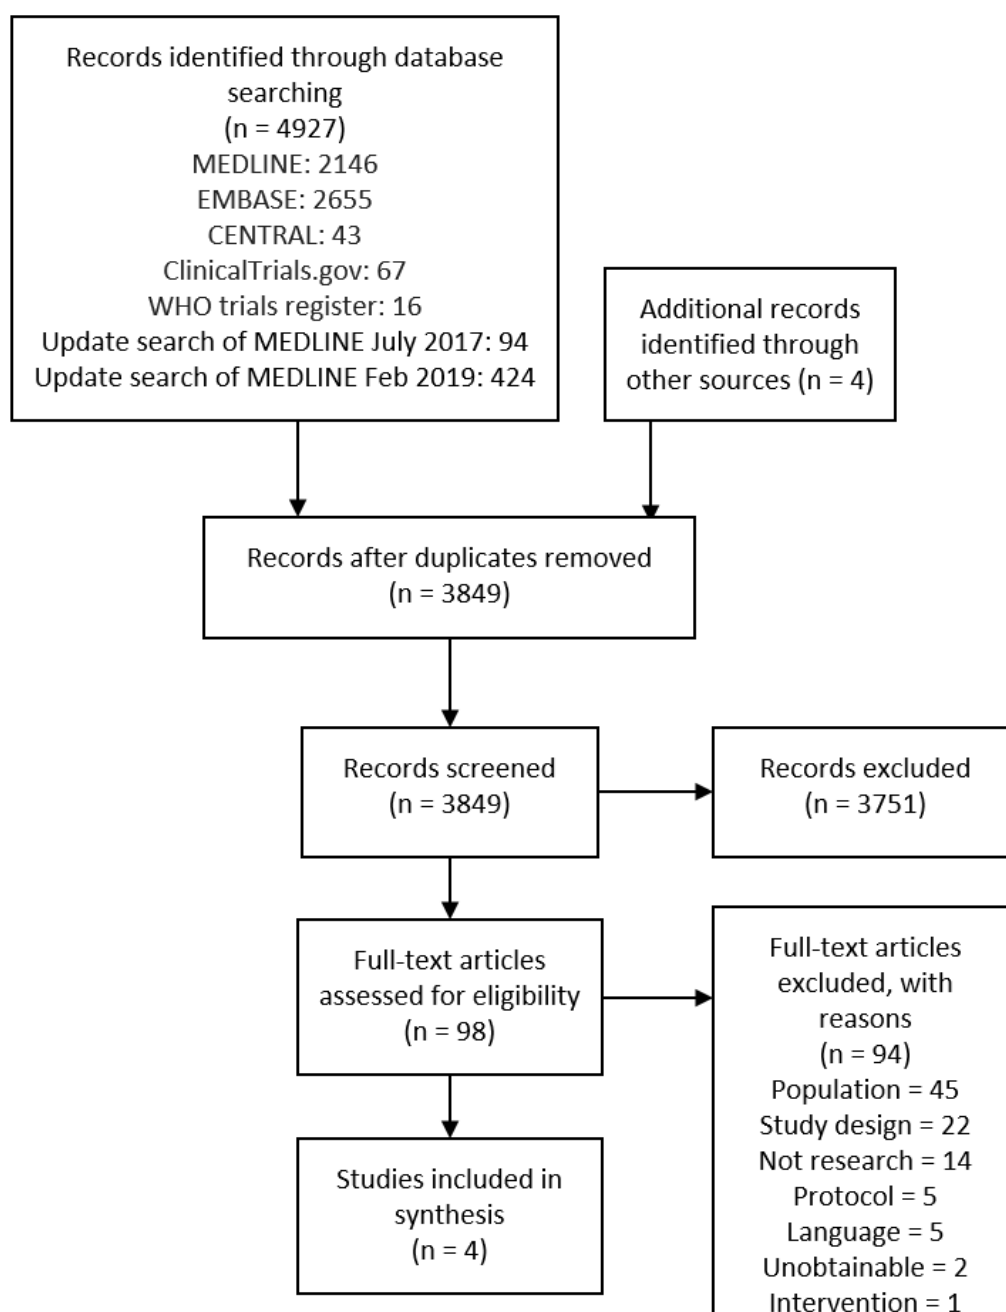 Records identified through database
searching
(n = 4927)
MEDLINE: 2146
EMBASE: 2655
CENTRAL: 43
ClinicalTrials.gov: 67
WHO trials register: 16
Update search of MEDLINE July 2017: 94
Update search of MEDLINE Feb 2019: 424
Additional records
identified through
other sources (n = 4)
Records after duplicates removed
(n = 3849)
Records screened
(n = 3849)
Records excluded
(n = 3751)
Full-text articles
assessed for eligibility
(n = 98)
Full-text articles
excluded, with
reasons
(n = 94)
Population = 45
Study design = 22
Not research = 14
Protocol = 5
Language = 5
Unobtainable = 2
Intervention = 1
Studies included in
synthesis
(n = 4)